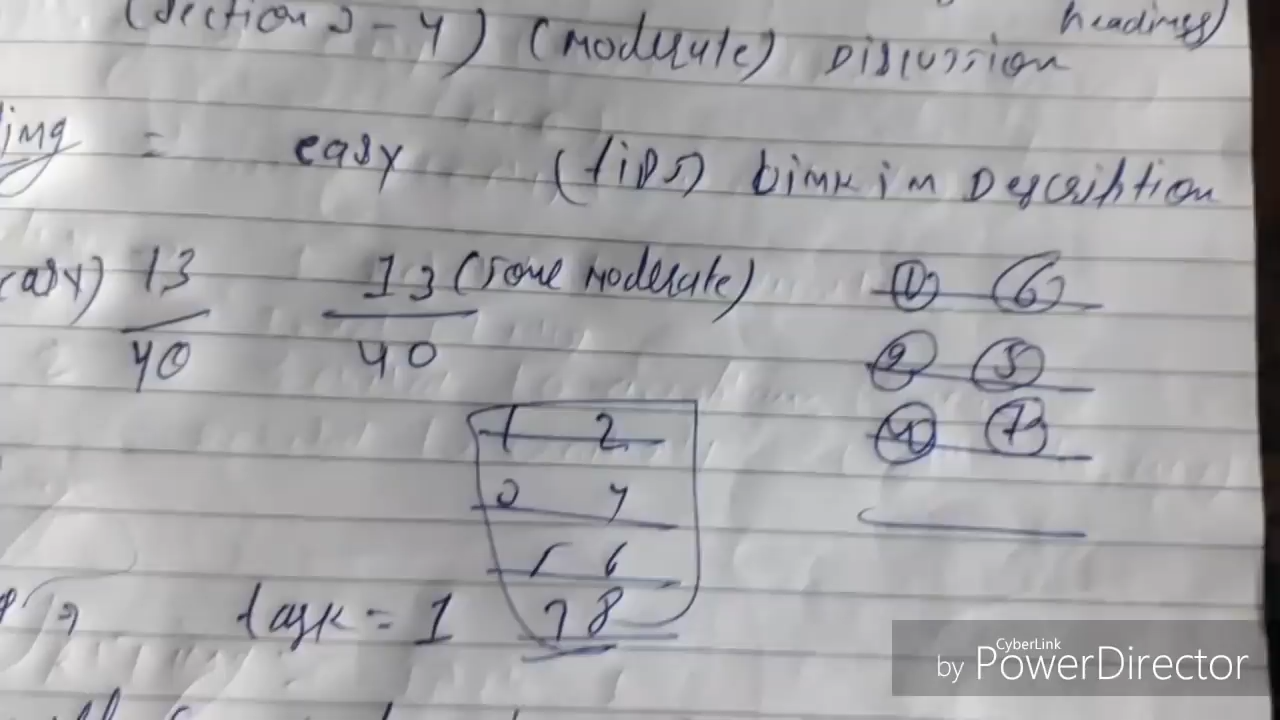 (Section 3-4) (moderate) Discussion headings)
ing = easy (tips) link in Description
easy) 13/40 13/40 (some moderate)
1 6
2 5
4 7
1 2
3 4
5 6
task = 1 7 8
CyberLink
by PowerDirector